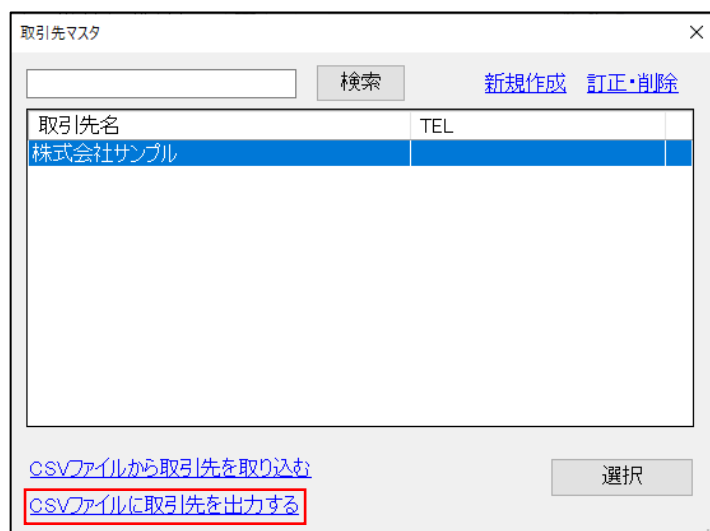 取引先マスタ
検索 新規作成 訂正・削除
取引先名 TEL
株式会社サンプル
CSVファイルから取引先を取り込む
選択
CSVファイルに取引先を出力する